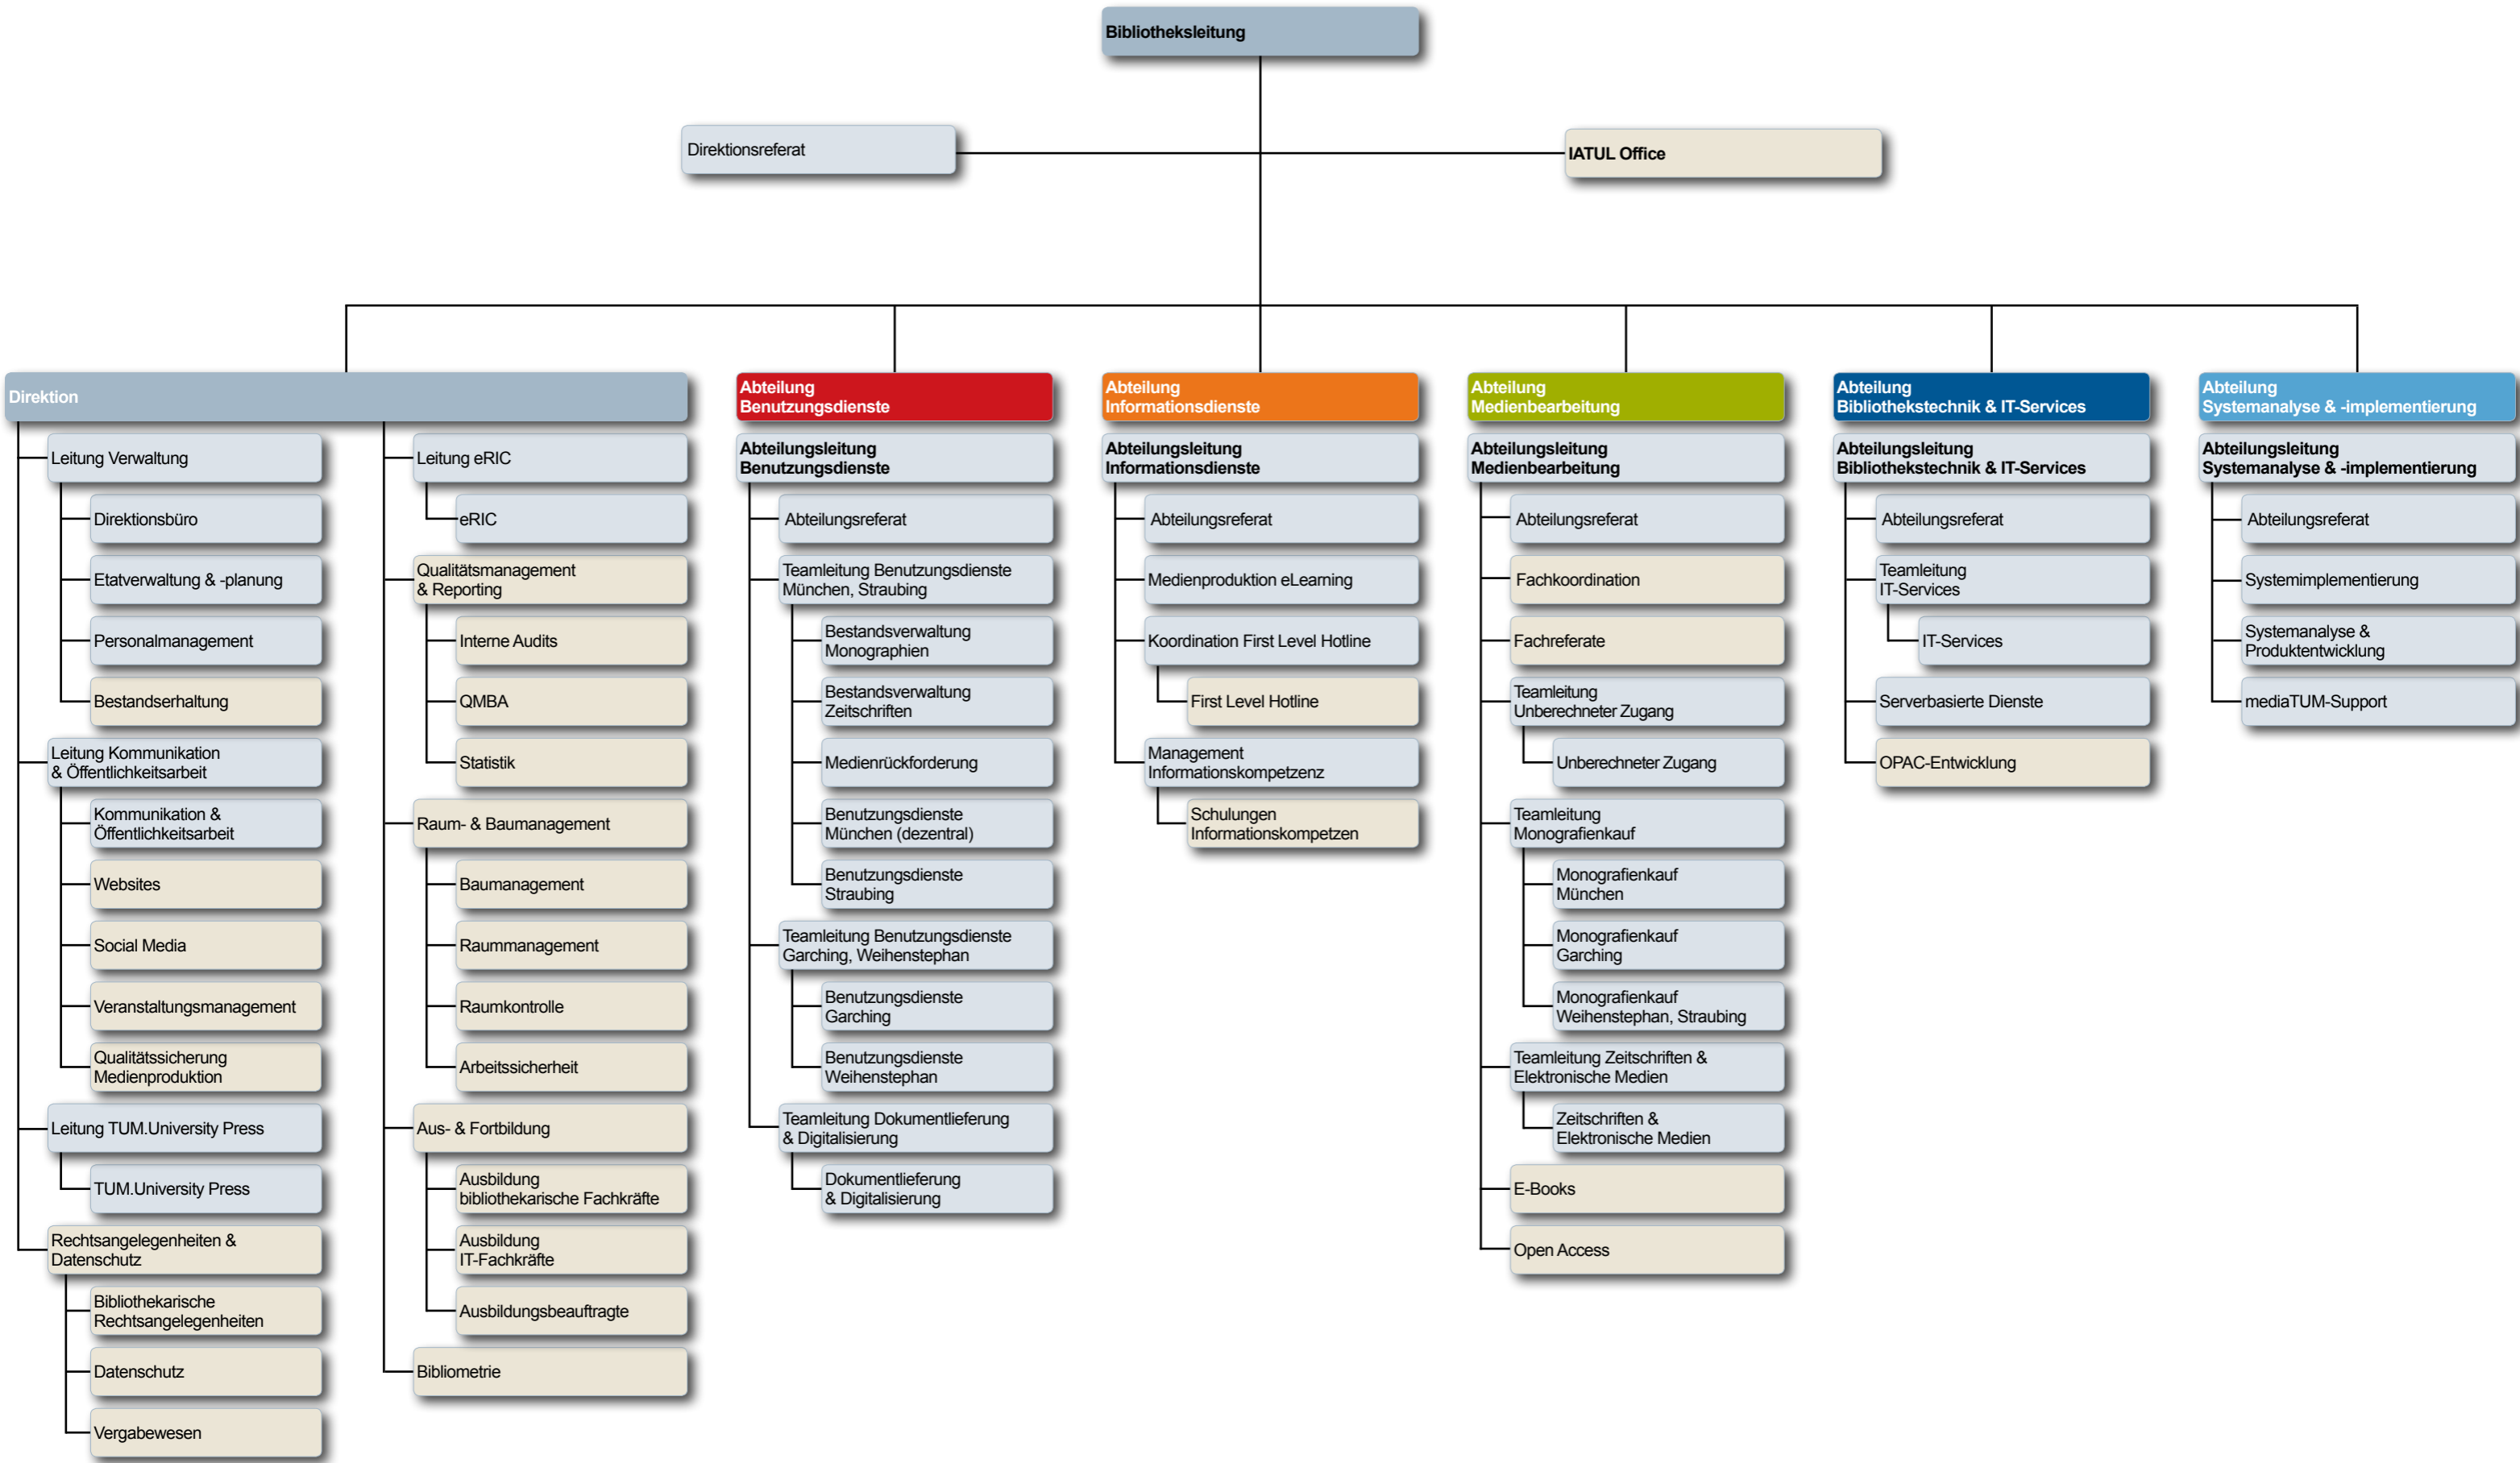 Bibliotheksleitung
Direktionsreferat
IATUL Office
Direktion
Leitung Verwaltung
Direktionsbüro
Etatverwaltung & -planung
Personalmanagement
Bestandserhaltung
Leitung Kommunikation
& Öffentlichkeitsarbeit
Kommunikation &
Öffentlichkeitsarbeit
Websites
Social Media
Veranstaltungsmanagement
Qualitätssicherung
Medienproduktion
Leitung TUM.University Press
TUM.University Press
Rechtsangelegenheiten &
Datenschutz
Bibliothekarische
Rechtsangelegenheiten
Datenschutz
Vergabewesen
Leitung eRIC
eRIC
Qualitätsmanagement
& Reporting
Interne Audits
QMBA
Statistik
Raum- & Baumanagement
Baumanagement
Raummanagement
Raumkontrolle
Arbeitssicherheit
Aus- & Fortbildung
Ausbildung
bibliothekarische Fachkräfte
Ausbildung
IT-Fachkräfte
Ausbildungsbeauftragte
Bibliometrie
Abteilung
Benutzungsdienste
Abteilungsleitung
Benutzungsdienste
Abteilungsreferat
Teamleitung Benutzungsdienste
München, Straubing
Bestandsverwaltung
Monographien
Bestandsverwaltung
Zeitschriften
Medienrückforderung
Benutzungsdienste
München (dezentral)
Benutzungsdienste
Straubing
Teamleitung Benutzungsdienste
Garching, Weihenstephan
Benutzungsdienste
Garching
Benutzungsdienste
Weihenstephan
Teamleitung Dokumentlieferung
& Digitalisierung
Dokumentlieferung
& Digitalisierung
Abteilung
Informationsdienste
Abteilungsleitung
Informationsdienste
Abteilungsreferat
Medienproduktion eLearning
Koordination First Level Hotline
First Level Hotline
Management
Informationskompetzenz
Schulungen
Informationskompetzen
Abteilung
Medienbearbeitung
Abteilungsleitung
Medienbearbeitung
Abteilungsreferat
Fachkoordination
Fachreferate
Teamleitung
Unberechneter Zugang
Unberechneter Zugang
Teamleitung
Monografienkauf
Monografienkauf
München
Monografienkauf
Garching
Monografienkauf
Weihenstephan, Straubing
Teamleitung Zeitschriften &
Elektronische Medien
Zeitschriften &
Elektronische Medien
E-Books
Open Access
Abteilung
Bibliothekstechnik & IT-Services
Abteilungsleitung
Bibliothekstechnik & IT-Services
Abteilungsreferat
Teamleitung
IT-Services
IT-Services
Serverbasierte Dienste
OPAC-Entwicklung
Abteilung
Systemanalyse & -implementierung
Abteilungsleitung
Systemanalyse & -implementierung
Abteilungsreferat
Systemimplementierung
Systemanalyse &
Produktentwicklung
mediaTUM-Support